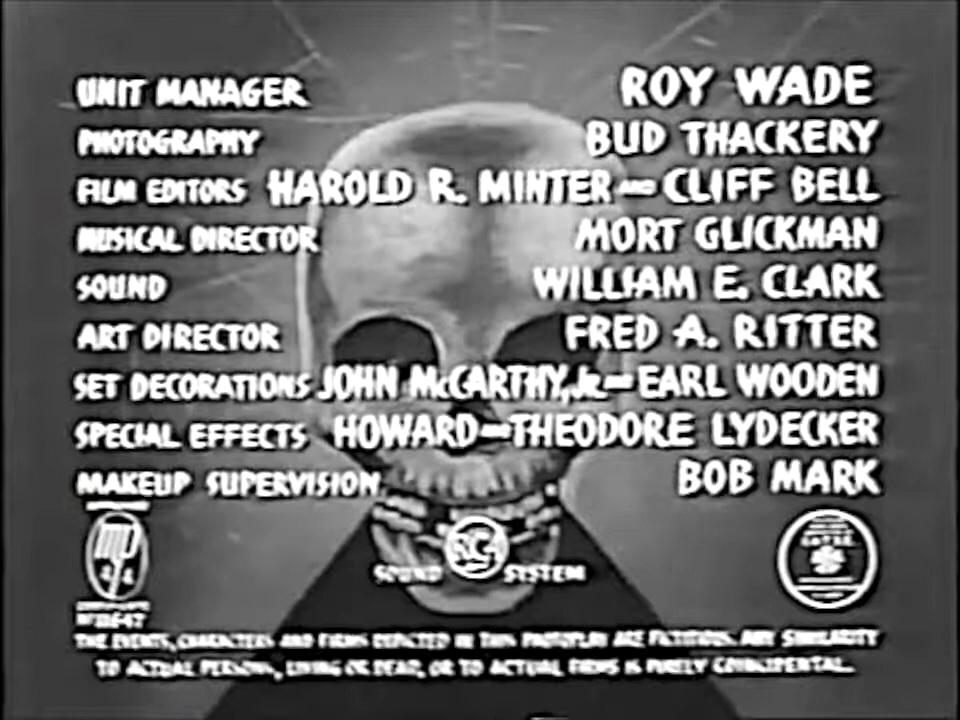 UNIT MANAGER ROY WADE
PHOTOGRAPHY BUD THACKERY
FILM EDITORS HAROLD R. MINTER AND CLIFF BELL
MUSICAL DIRECTOR MORT GLICKMAN
SOUND WILLIAM E. CLARK
ART DIRECTOR FRED A. RITTER
SET DECORATIONS JOHN McCARTHY, Jr.–EARL WOODEN
SPECIAL EFFECTS HOWARD–THEODORE LYDECKER
MAKEUP SUPERVISION BOB MARK
RCA
SOUND SYSTEM
THE EVENTS, CHARACTERS AND FIRMS DEPICTED IN THIS PHOTOPLAY ARE FICTITIOUS. ANY SIMILARITY
TO ACTUAL PERSONS, LIVING OR DEAD, OR TO ACTUAL FIRMS IS PURELY COINCIDENTAL.